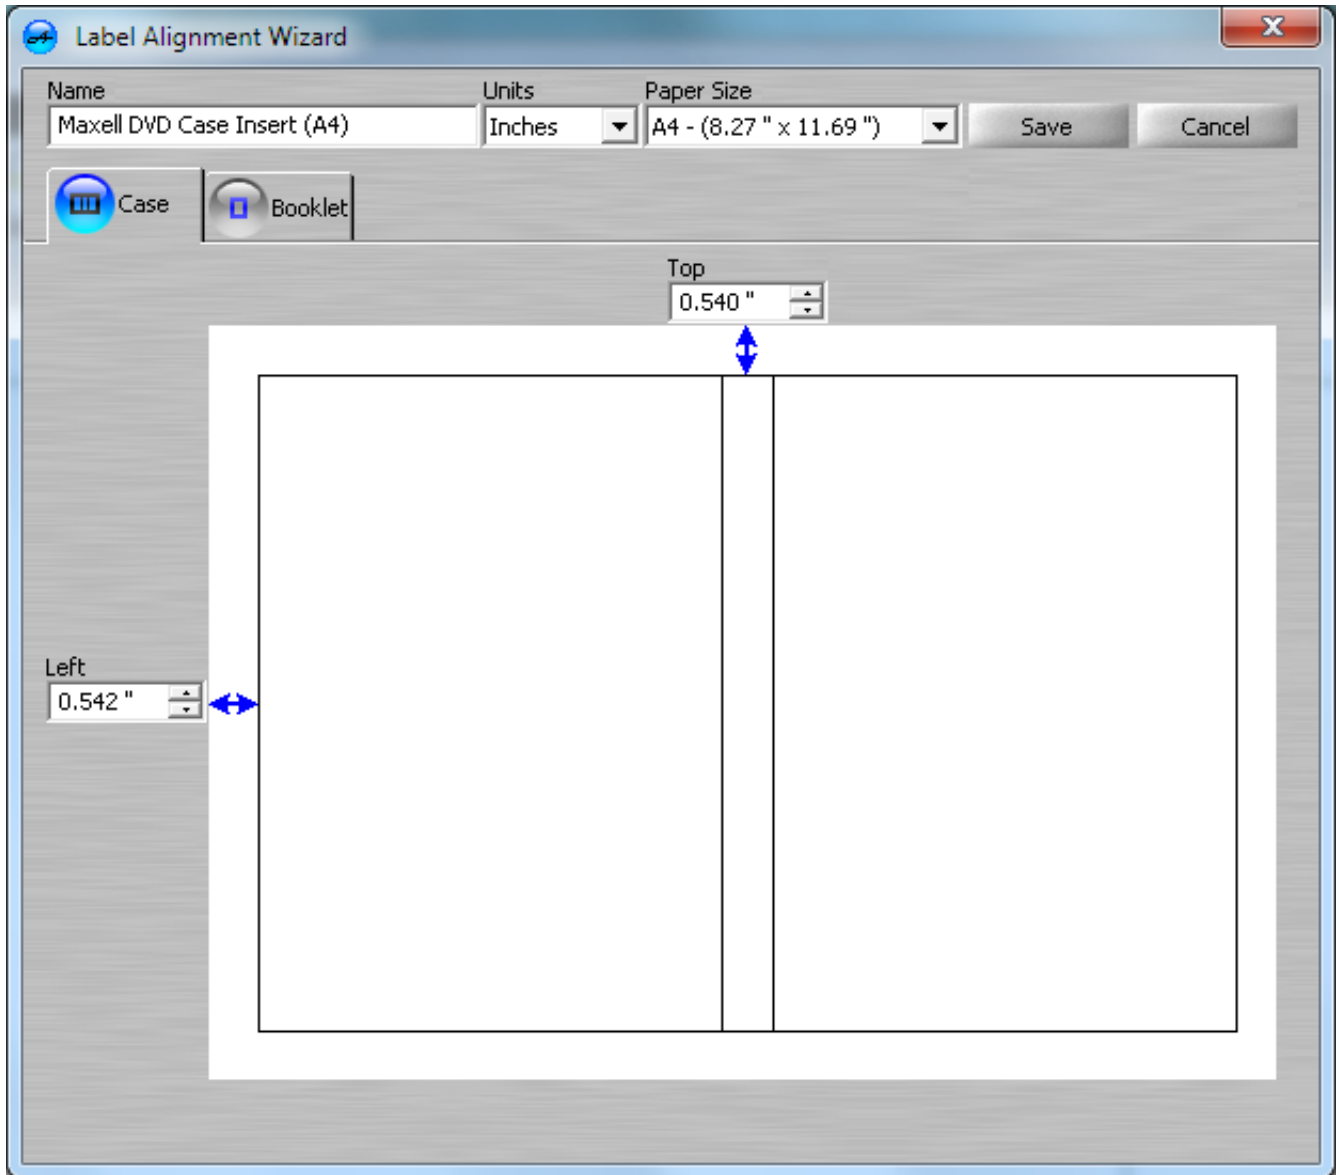 Label Alignment Wizard
Name Units Paper Size
Maxell DVD Case Insert (A4) Inches A4 - (8.27 " x 11.69 ") Save Cancel
Case Booklet
Top
0.540 "
Left
0.542 "